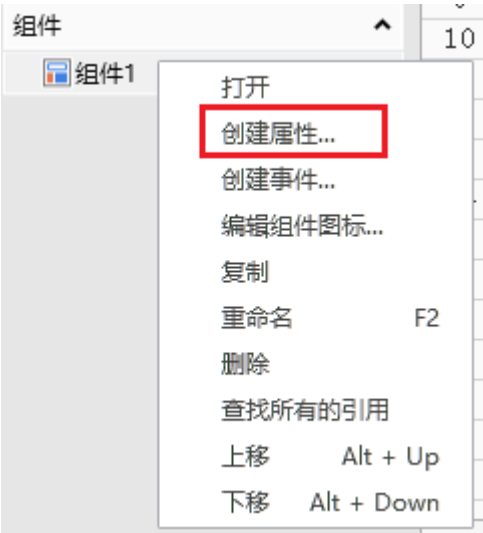 组件
10
组件1
打开
创建属性...
创建事件...
编辑组件图标...
复制
重命名 F2
删除
查找所有的引用
上移 Alt + Up
下移 Alt + Down